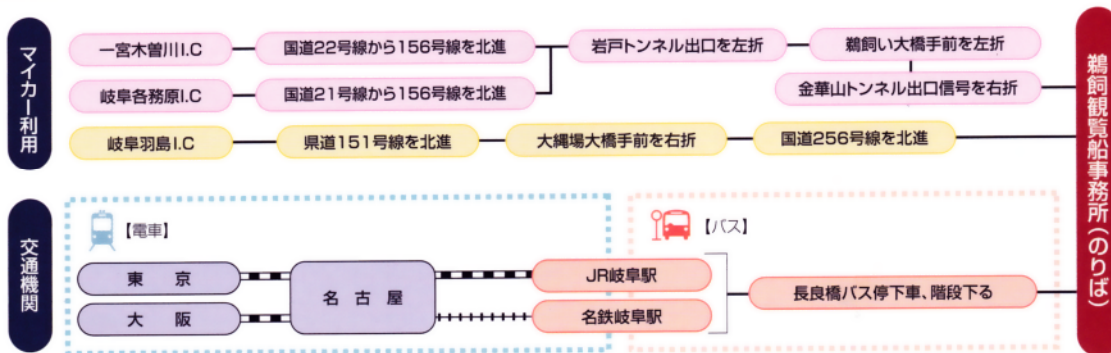 マイカー利用
一宮木曽川I.C
国道22号線から156号線を北進
岩戸トンネル出口を左折
鵜飼い大橋手前を左折
岐阜各務原I.C
国道21号線から156号線を北進
金華山トンネル出口信号を右折
岐阜羽島I.C
県道151号線を北進
大縄場大橋手前を右折
国道256号線を北進
交通機関
【電車】
【バス】
東京
大阪
名古屋
JR岐阜駅
名鉄岐阜駅
長良橋バス停下車、階段下る
鵜飼観覧船事務所(のりば)